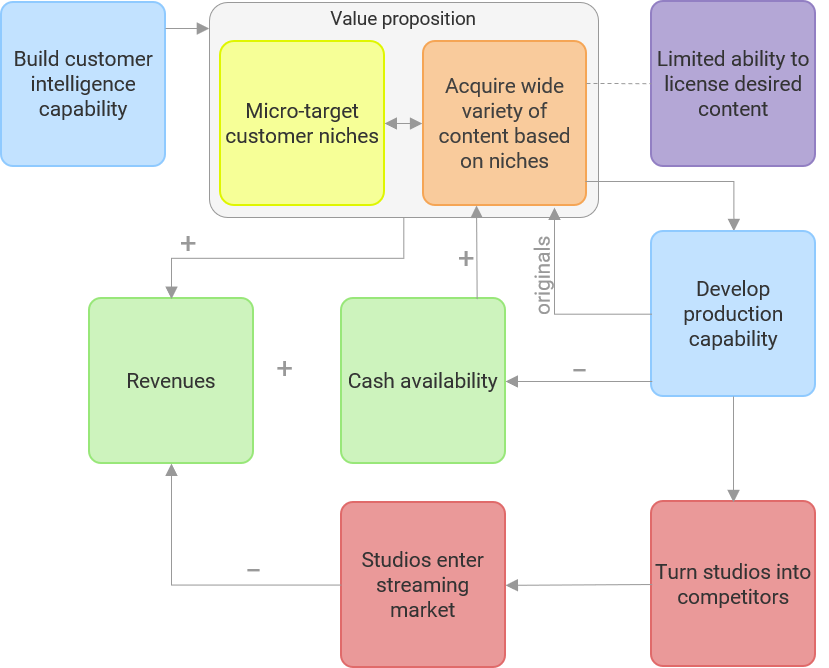 Value proposition
Build customer
intelligence
capability
Micro-target
customer niches
Acquire wide
variety of
content based
on niches
Limited ability to
license desired
content
+
+
originals
Develop
production
capability
Revenues
+
Cash availability
−
Studios enter
streaming
market
−
Turn studios into
competitors